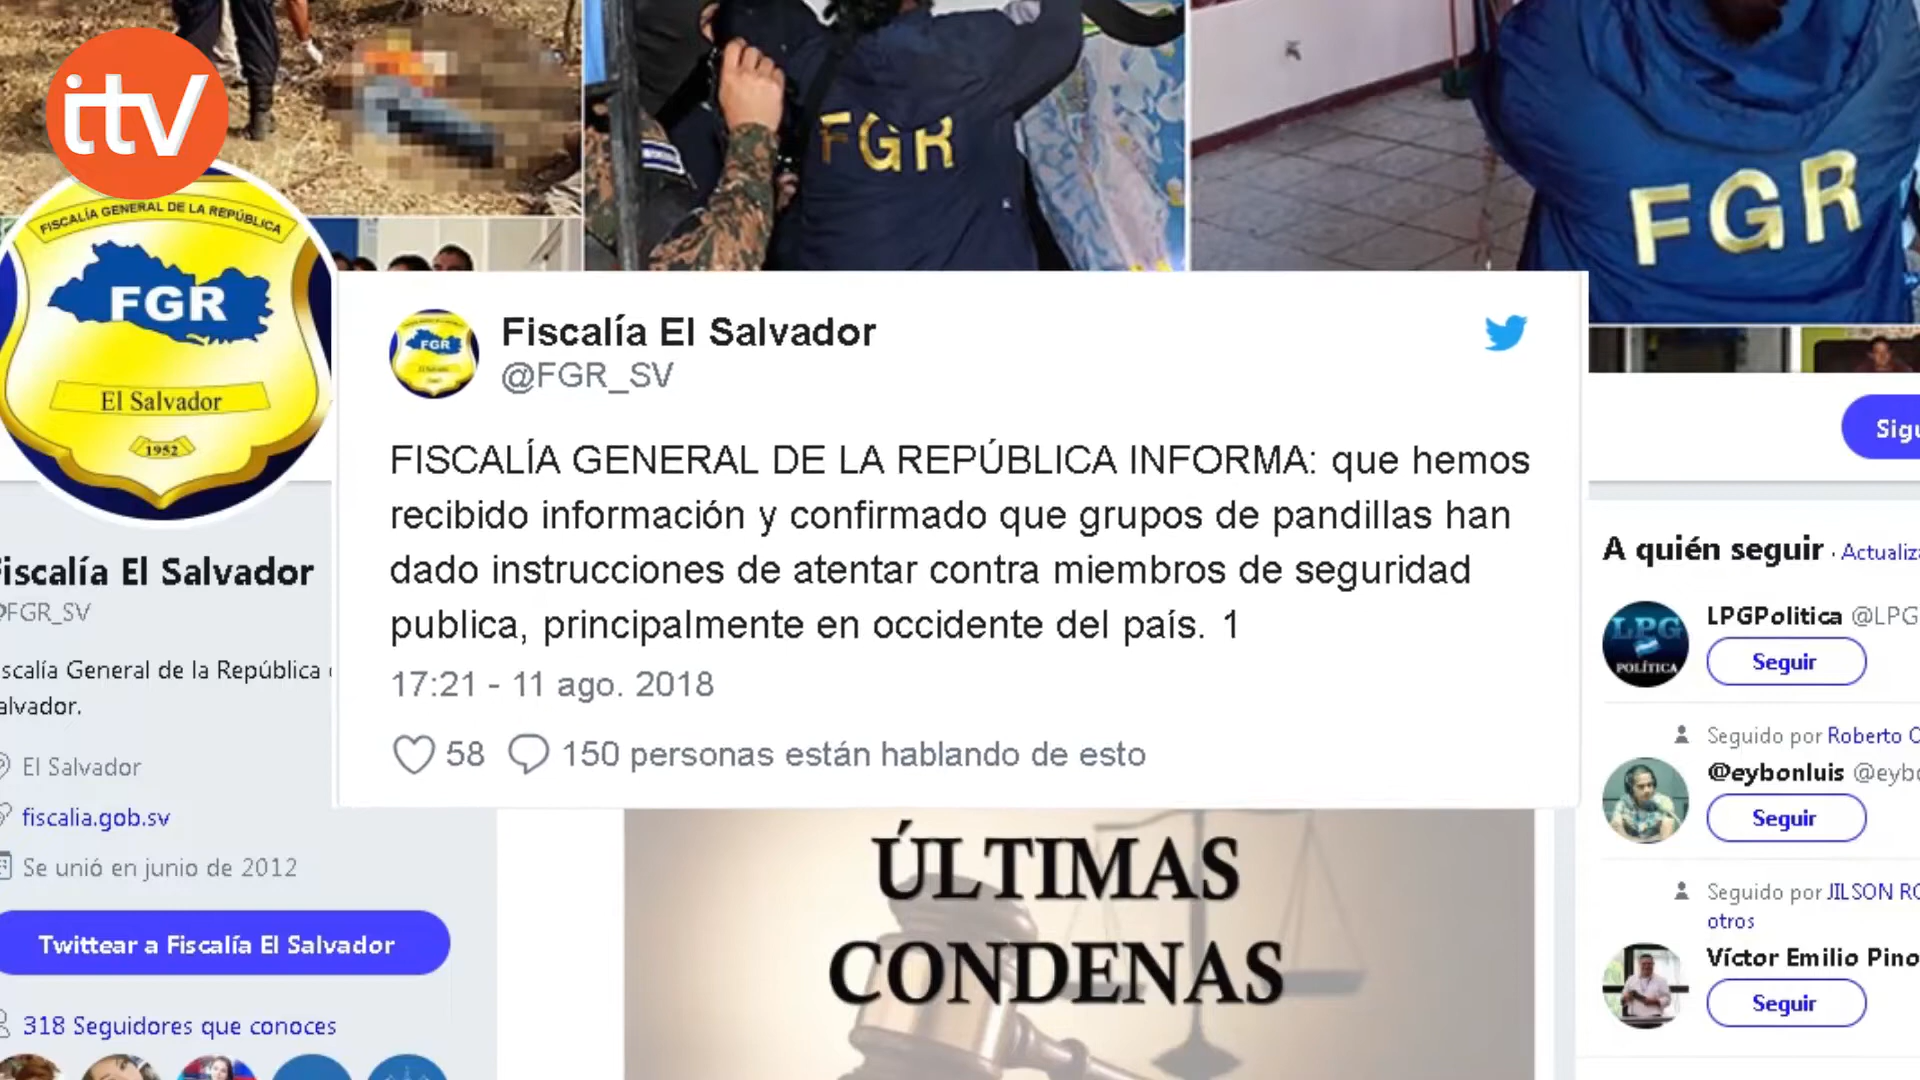 itv
FISCALÍA GENERAL DE LA REPÚBLICA
FGR
El Salvador
1952
FGR
FGR
Fiscalía El Salvador
@FGR_SV
FISCALÍA GENERAL DE LA REPÚBLICA INFORMA: que hemos
recibido información y confirmado que grupos de pandillas han
dado instrucciones de atentar contra miembros de seguridad
publica, principalmente en occidente del país. 1
17:21 - 11 ago. 2018
58 150 personas están hablando de esto
iscalía El Salvador
@FGR_SV
scalía General de la República
alvador.
El Salvador
fiscalia.gob.sv
Se unió en junio de 2012
Twittear a Fiscalía El Salvador
318 Seguidores que conoces
ÚLTIMAS
CONDENAS
Sigu
A quién seguir · Actualiza
LPG
POLÍTICA
LPGPolitica @LPG
Seguir
Seguido por Roberto
@eybonluis @eyb
Seguir
Seguido por JILSON RO
otros
Víctor Emilio Pino
Seguir